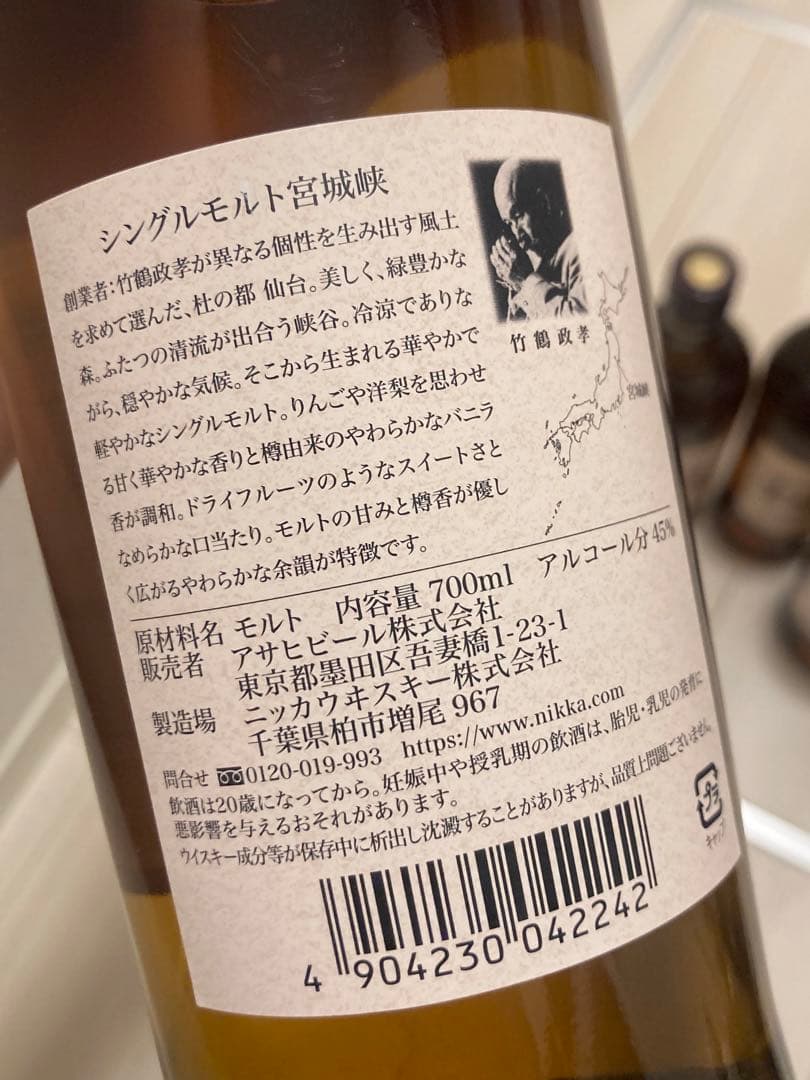 シングルモルト宮城峡
創業者:竹鶴政孝が異なる個性を生み出す風土
を求めて選んだ、杜の都 仙台。美しく、緑豊かな
森。ふたつの清流が出合う峡谷。冷涼でありな
がら、穏やかな気候。そこから生まれる華やかで
軽やかなシングルモルト。りんごや洋梨を思わせ
る甘く華やかな香りと樽由来のやわらかなバニラ
香が調和。ドライフルーツのようなスイートさと
なめらかな口当たり。モルトの甘みと樽香が優し
く広がるやわらかな余韻が特徴です。
竹鶴政孝
宮城峡
原材料名 モルト 内容量 700ml アルコール分 45%
販売者 アサヒビール株式会社
東京都墨田区吾妻橋1-23-1
製造場 ニッカウヰスキー株式会社
千葉県柏市増尾 967
問合せ 0120-019-993 https://www.nikka.com
飲酒は20歳になってから。妊娠中や授乳期の飲酒は、胎児・乳児の発育に
悪影響を与えるおそれがあります。
ウイスキー成分等が保存中に析出し沈澱することがありますが、品質上問題ございません。
プラ
キャップ
4 904230 042242